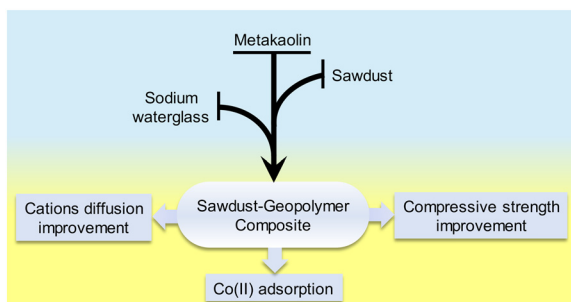 Metakaolin
Sawdust
Sodium
waterglass
Sawdust-Geopolymer
Composite
Cations diffusion
improvement
Compressive strength
improvement
Co(II) adsorption